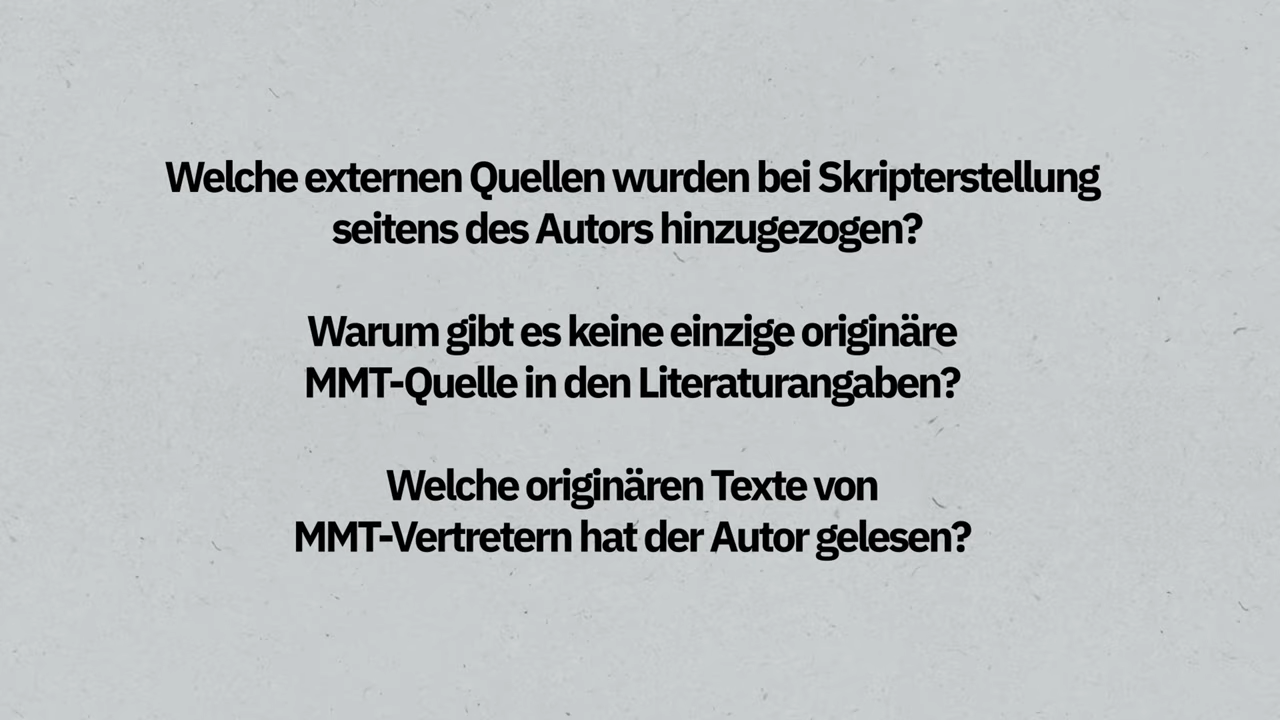 Welche externen Quellen wurden bei Skripterstellung
seitens des Autors hinzugezogen?
Warum gibt es keine einzige originäre
MMT-Quelle in den Literaturangaben?
Welche originären Texte von
MMT-Vertretern hat der Autor gelesen?